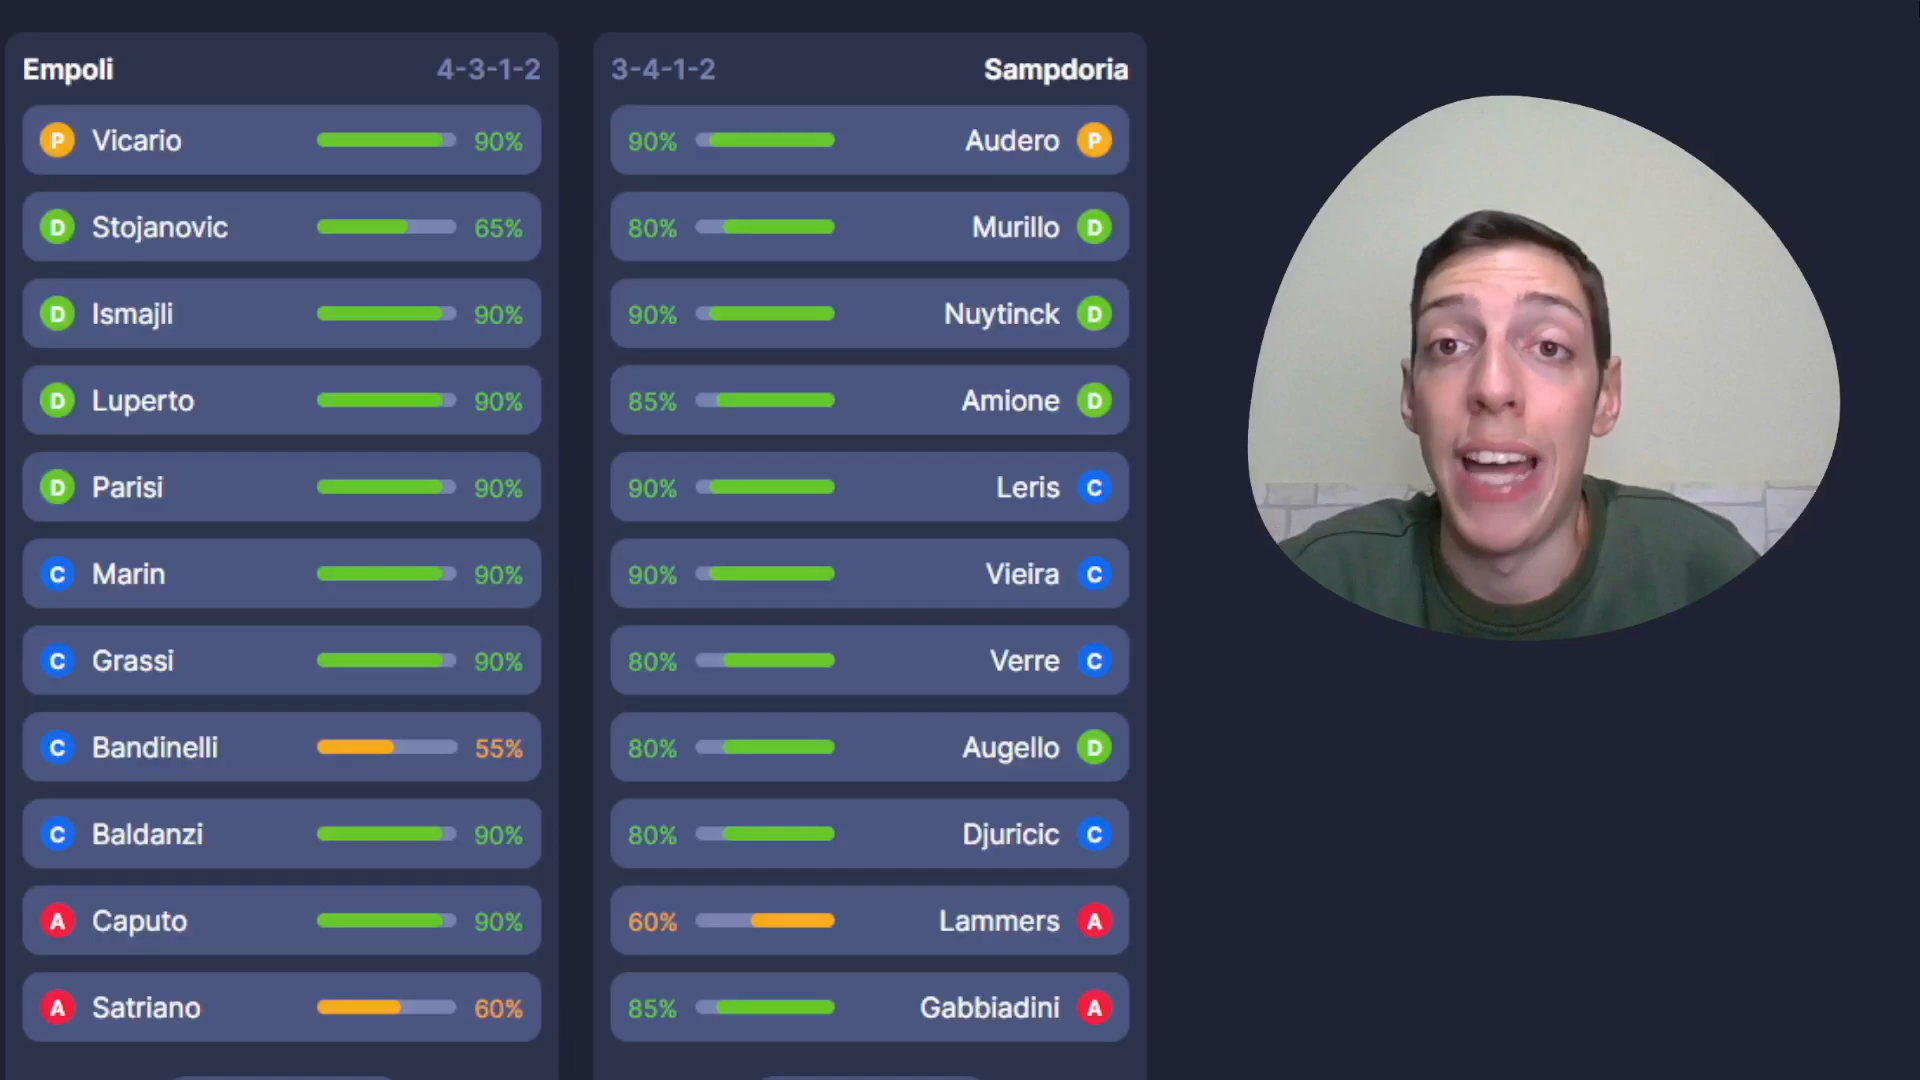 Empoli 4-3-1-2
P Vicario 90%
D Stojanovic 65%
D Ismajli 90%
D Luperto 90%
D Parisi 90%
C Marin 90%
C Grassi 90%
C Bandinelli 55%
C Baldanzi 90%
A Caputo 90%
A Satriano 60%
3-4-1-2 Sampdoria
90% Audero P
80% Murillo D
90% Nuytinck D
85% Amione D
90% Leris C
90% Vieira C
80% Verre C
80% Augello D
80% Djuricic C
60% Lammers A
85% Gabbiadini A